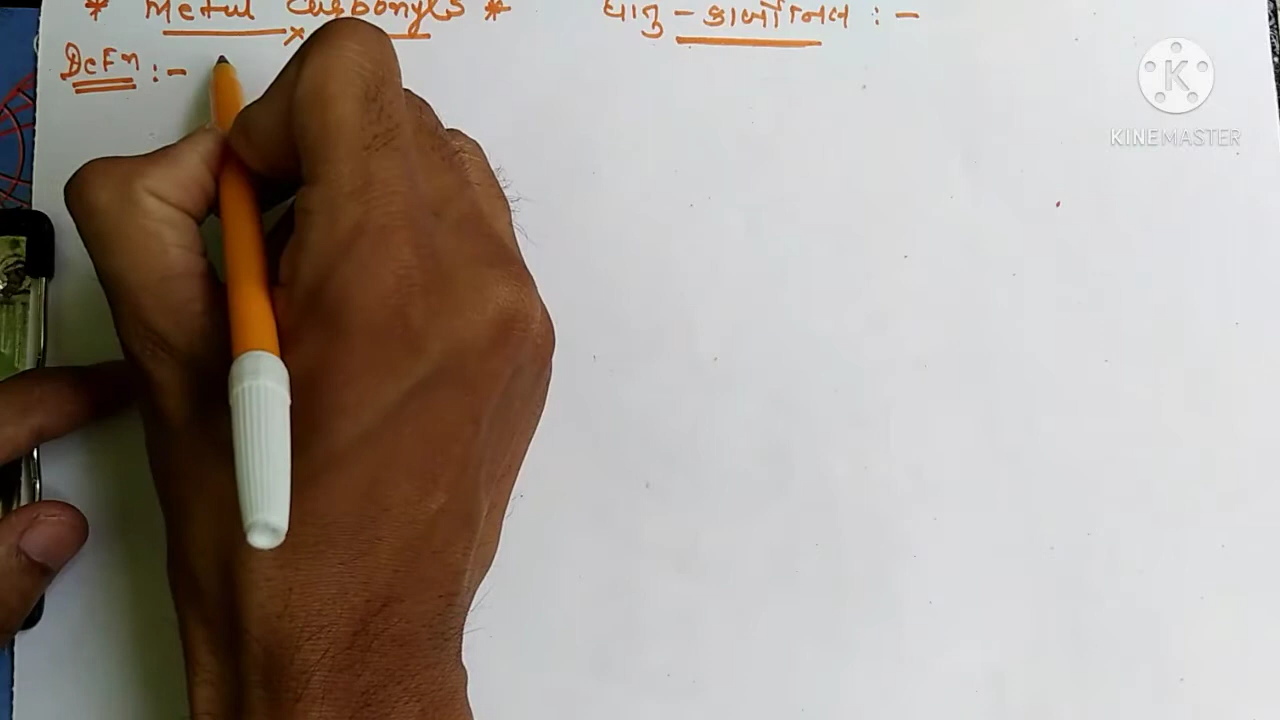 * Metal Carbonyls * ધાતુ - કાર્બોનિલ : -
Defn : -
K
KINEMASTER